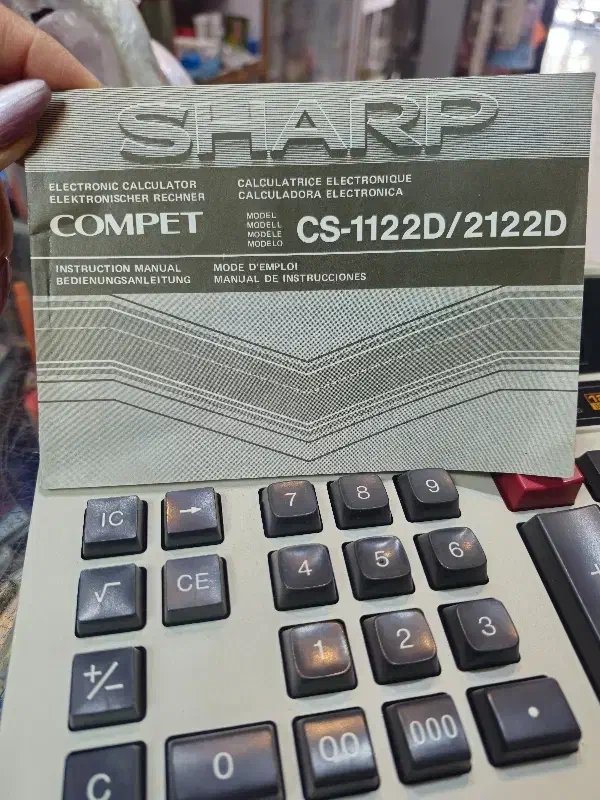 SHARP
ELECTRONIC CALCULATOR
ELEKTRONISCHER RECHNER
CALCULATRICE ELECTRONIQUE
CALCULADORA ELECTRONICA
COMPET
MODEL
MODELL
MODELE
MODELO
CS-1122D/2122D
INSTRUCTION MANUAL
BEDIENUNGSANLEITUNG
MODE D'EMPLOI
MANUAL DE INSTRUCCIONES
IC → 7 8 9
√ CE 4 5 6
+/− 1 2 3
C 0 00 000 •